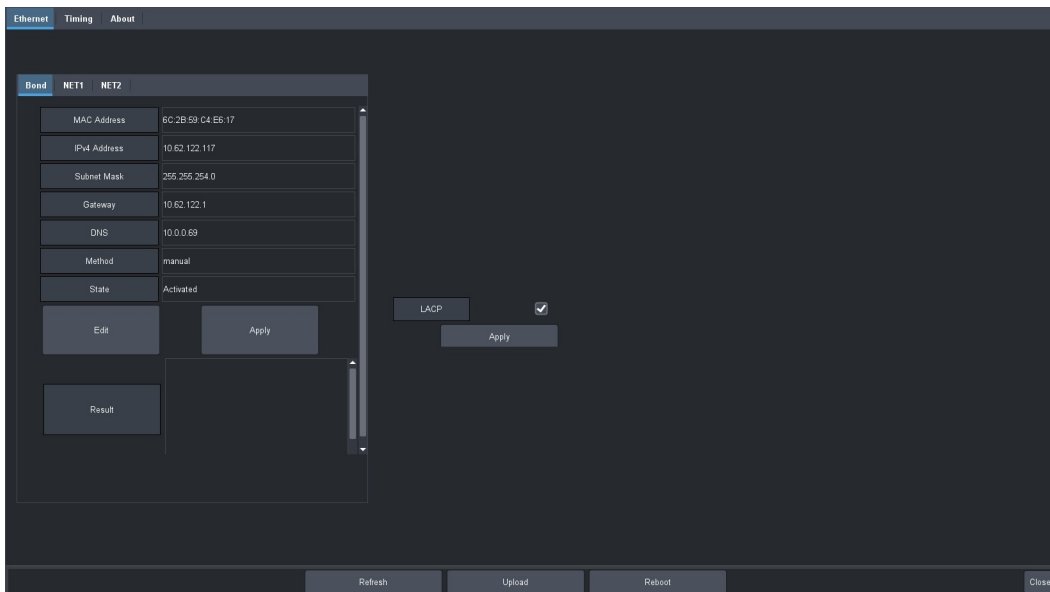 Ethernet Timing About
Bond NET1 NET2
MAC Address 6C:2B:59:C4:E6:17
IPv4 Address 10.62.122.117
Subnet Mask 255.255.254.0
Gateway 10.62.122.1
DNS 10.0.0.69
Method manual
State Activated
LACP
Edit Apply
Apply
Result
Refresh Upload Reboot Close